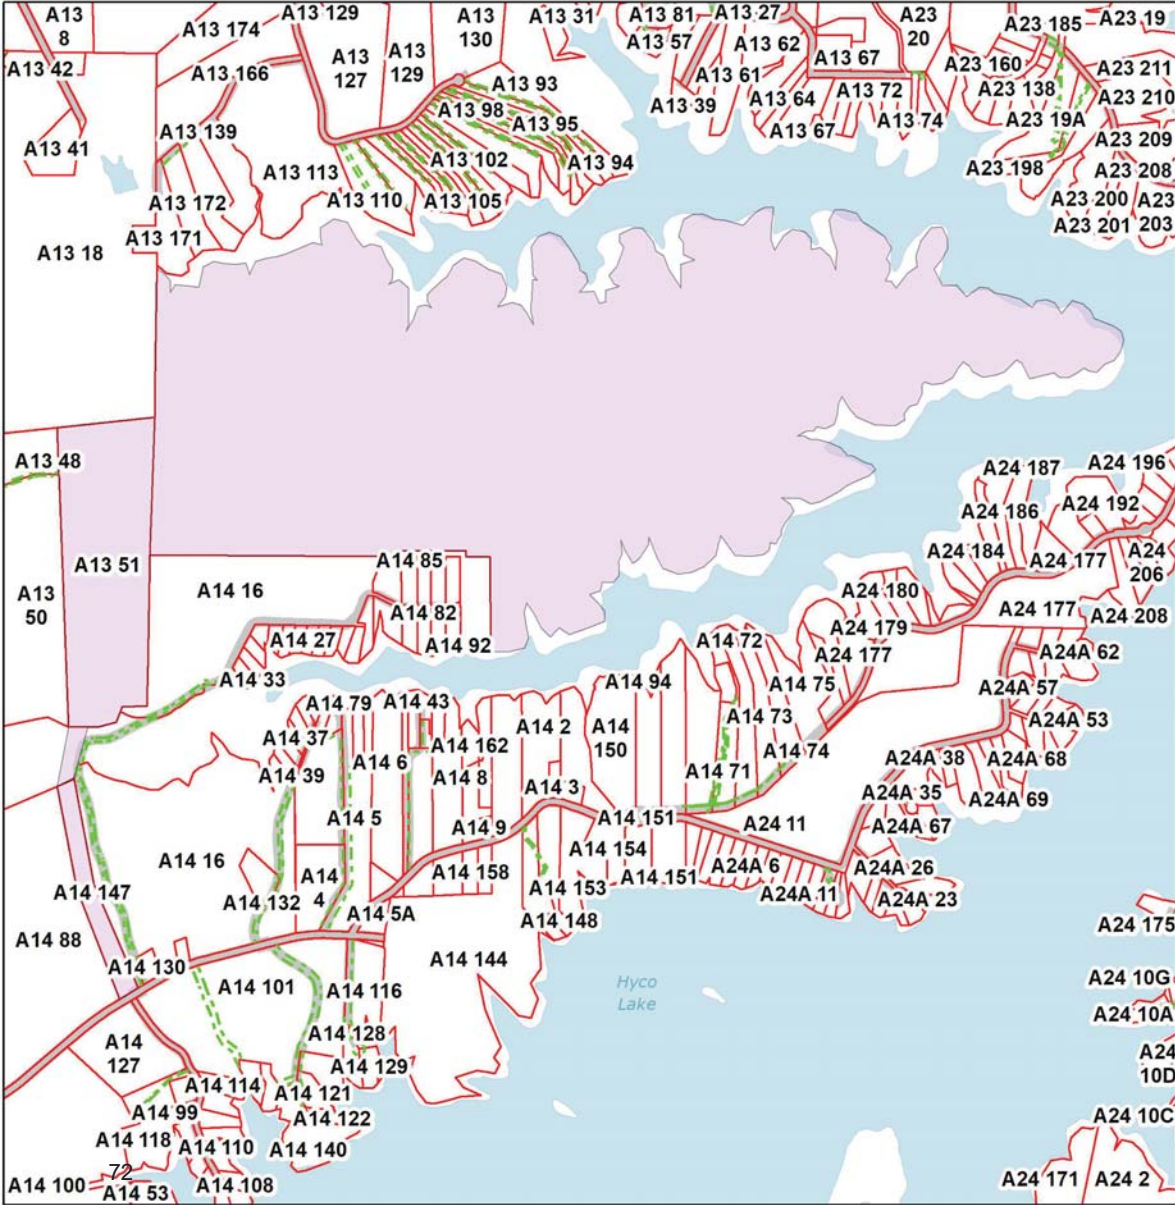 A13
8
A13 174
A13 129
A13
127
A13
129
A13
130
A13 31
A13 81
A13 27
A13 57
A13 62
A13 67
A23
20
A23 185
A23 19
A13 42
A13 166
A13 93
A13 61
A23 160
A23 211
A13 39
A13 64
A13 72
A23 138
A23 210
A13 98
A13 95
A13 67
A13 74
A23 19A
A13 139
A23 209
A13 41
A13 102
A13 94
A23 198
A23 208
A13 113
A13 172
A13 110
A13 105
A23 200
A23
A13 171
A23 201
203
A13 18
A13 48
A24 187
A24 196
A24 186
A24 192
A13 51
A14 85
A24 184
A24 177
A24
206
A13
50
A14 16
A14 82
A24 180
A24 177
A24 208
A14 27
A14 92
A14 72
A24 179
A24 177
A24A 62
A14 33
A14 94
A14 75
A24A 57
A14 79
A14 43
A14 2
A14
150
A14 73
A24A 53
A14 37
A14 162
A14 74
A14 39
A14 6
A14 8
A14 71
A24A 38
A24A 68
A14 3
A24A 35
A24A 69
A14 5
A14 9
A14 151
A24 11
A24A 67
A14 16
A14 154
A14
4
A14 158
A14 151
A24A 6
A24A 26
A14 147
A14 132
A14 153
A24A 11
A24A 23
A14 5A
A14 148
A24 175
A14 88
A14 130
A14 144
A14 101
A14 116
Hyco
Lake
A24 10G
A24 10A
A14
127
A14 128
A14 129
A24
10D
A14 114
A14 121
A14 99
A14 122
A24 10C
A14 118
A14 110
A14 140
72
A14 100
A14 53
A14 108
A24 171
A24 2